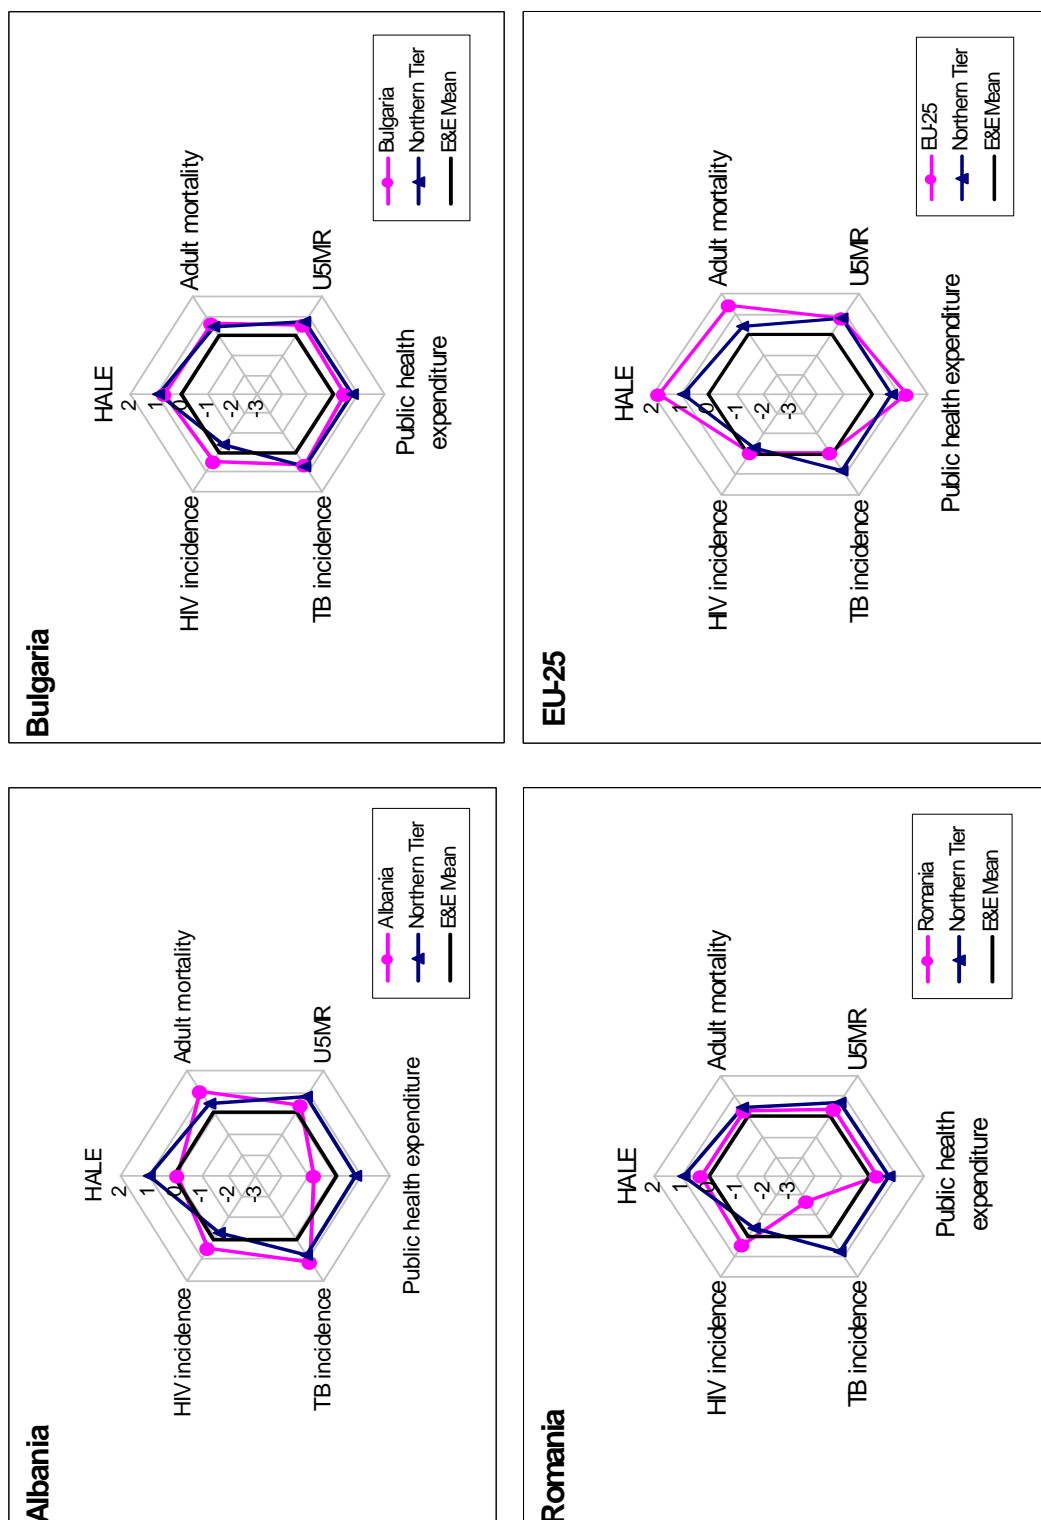 Bulgaria
HALE
Adult mortality
U5MR
Public health
expenditure
TB incidence
HIV incidence
2
1
0
-1
-2
-3
Bulgaria
Northern Tier
E&E Mean
EU-25
HALE
Adult mortality
U5MR
Public health expenditure
TB incidence
HIV incidence
2
1
0
-1
-2
-3
EU-25
Northern Tier
E&E Mean
Albania
HALE
Adult mortality
U5MR
Public health expenditure
TB incidence
HIV incidence
2
1
0
-1
-2
-3
Albania
Northern Tier
E&E Mean
Romania
HALE
Adult mortality
U5MR
Public health
expenditure
TB incidence
HIV incidence
2
1
0
-1
-2
-3
Romania
Northern Tier
E&E Mean